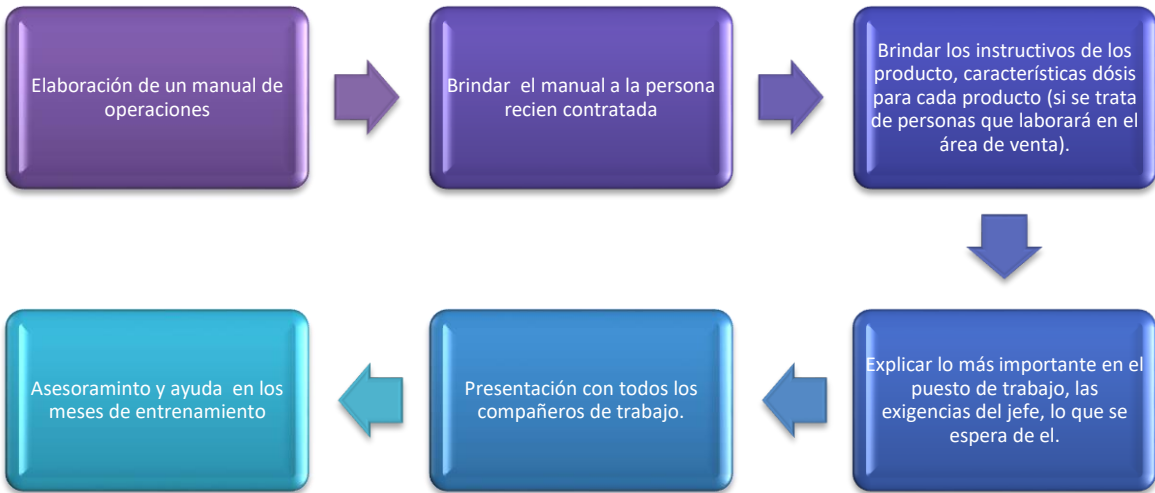 Elaboración de un manual de
operaciones
Brindar  el manual a la persona
recien contratada
Brindar los instructivos de los
producto, características dósis
para cada producto (si se trata
de personas que laborará en el
área de venta).
Explicar lo más importante en el
puesto de trabajo, las
exigencias del jefe, lo que se
espera de el.
Presentación con todos los
compañeros de trabajo.
Asesoraminto y ayuda  en los
meses de entrenamiento